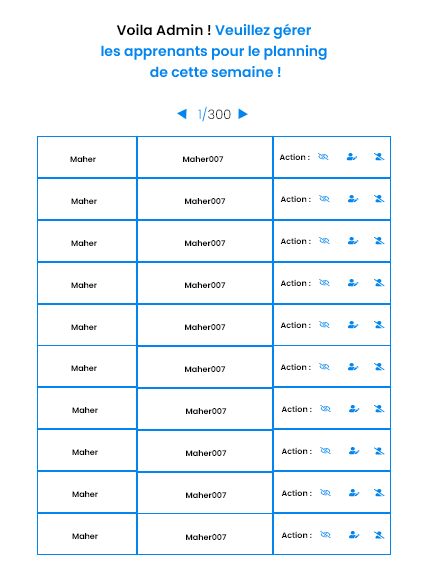 Voila Admin ! Veuillez gérer
les apprenants pour le planning
de cette semaine !
1/300
Maher Maher007 Action :
Maher Maher007 Action :
Maher Maher007 Action :
Maher Maher007 Action :
Maher Maher007 Action :
Maher Maher007 Action :
Maher Maher007 Action :
Maher Maher007 Action :
Maher Maher007 Action :
Maher Maher007 Action :